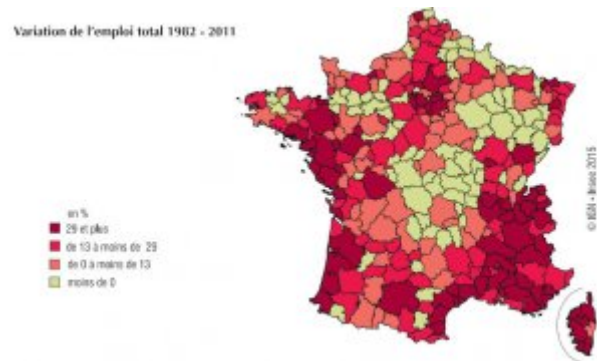 Variation de l'emploi total 1982 - 2011
en %
29 et plus
de 13 à moins de 29
de 0 à moins de 13
moins de 0
© IGN - Insee 2015